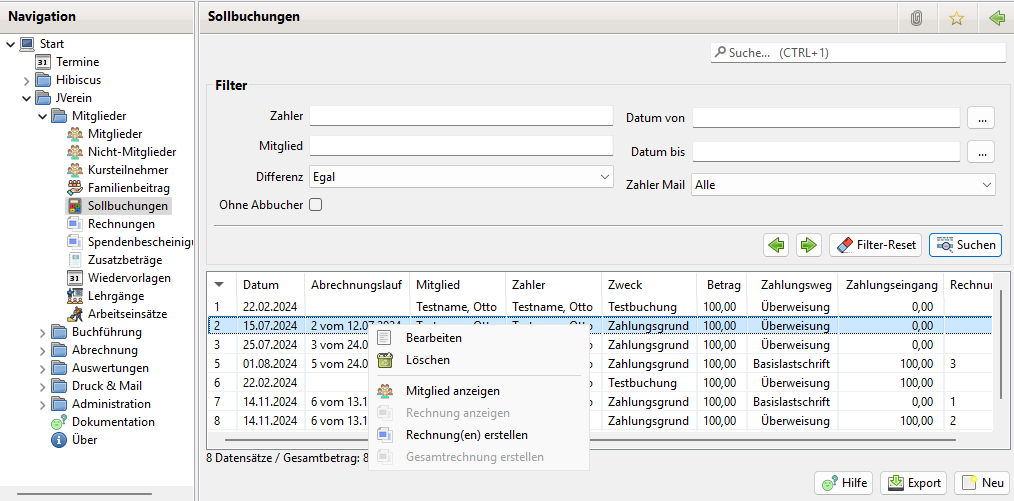 Navigation
Start
Termine
Hibiscus
JVerein
Mitglieder
Mitglieder
Nicht-Mitglieder
Kursteilnehmer
Familienbeitrag
Sollbuchungen
Rechnungen
Spendenbescheinigu
Zusatzbeträge
Wiedervorlagen
Lehrgänge
Arbeitseinsätze
Buchführung
Abrechnung
Auswertungen
Druck & Mail
Administration
Dokumentation
Über
Sollbuchungen
Suche... (CTRL+1)
Filter
Zahler
Datum von ...
Mitglied
Datum bis ...
Differenz Egal
Zahler Mail Alle
Ohne Abbucher
Filter-Reset Suchen
Datum Abrechnungslauf Mitglied Zahler Zweck Betrag Zahlungsweg Zahlungseingang Rechnur
1 22.02.2024 Testname, Otto Testname, Otto Testbuchung 100,00 Überweisung 0,00
2 15.07.2024 2 vom 12.07.2024 Zahlungsgrund 100,00 Überweisung 0,00
3 25.07.2024 3 vom 24.0 Zahlungsgrund 100,00 Überweisung 0,00
5 01.08.2024 5 vom 24.0 Zahlungsgrund 100,00 Basislastschrift 100,00 3
6 22.02.2024 Testbuchung 100,00 Überweisung 100,00
7 14.11.2024 6 vom 13.1 Zahlungsgrund 100,00 Basislastschrift 0,00 1
8 14.11.2024 6 vom 13.1 Zahlungsgrund 100,00 Überweisung 100,00 2
Bearbeiten
Löschen
Mitglied anzeigen
Rechnung anzeigen
Rechnung(en) erstellen
Gesamtrechnung erstellen
8 Datensätze / Gesamtbetrag: 8
Hilfe Export Neu